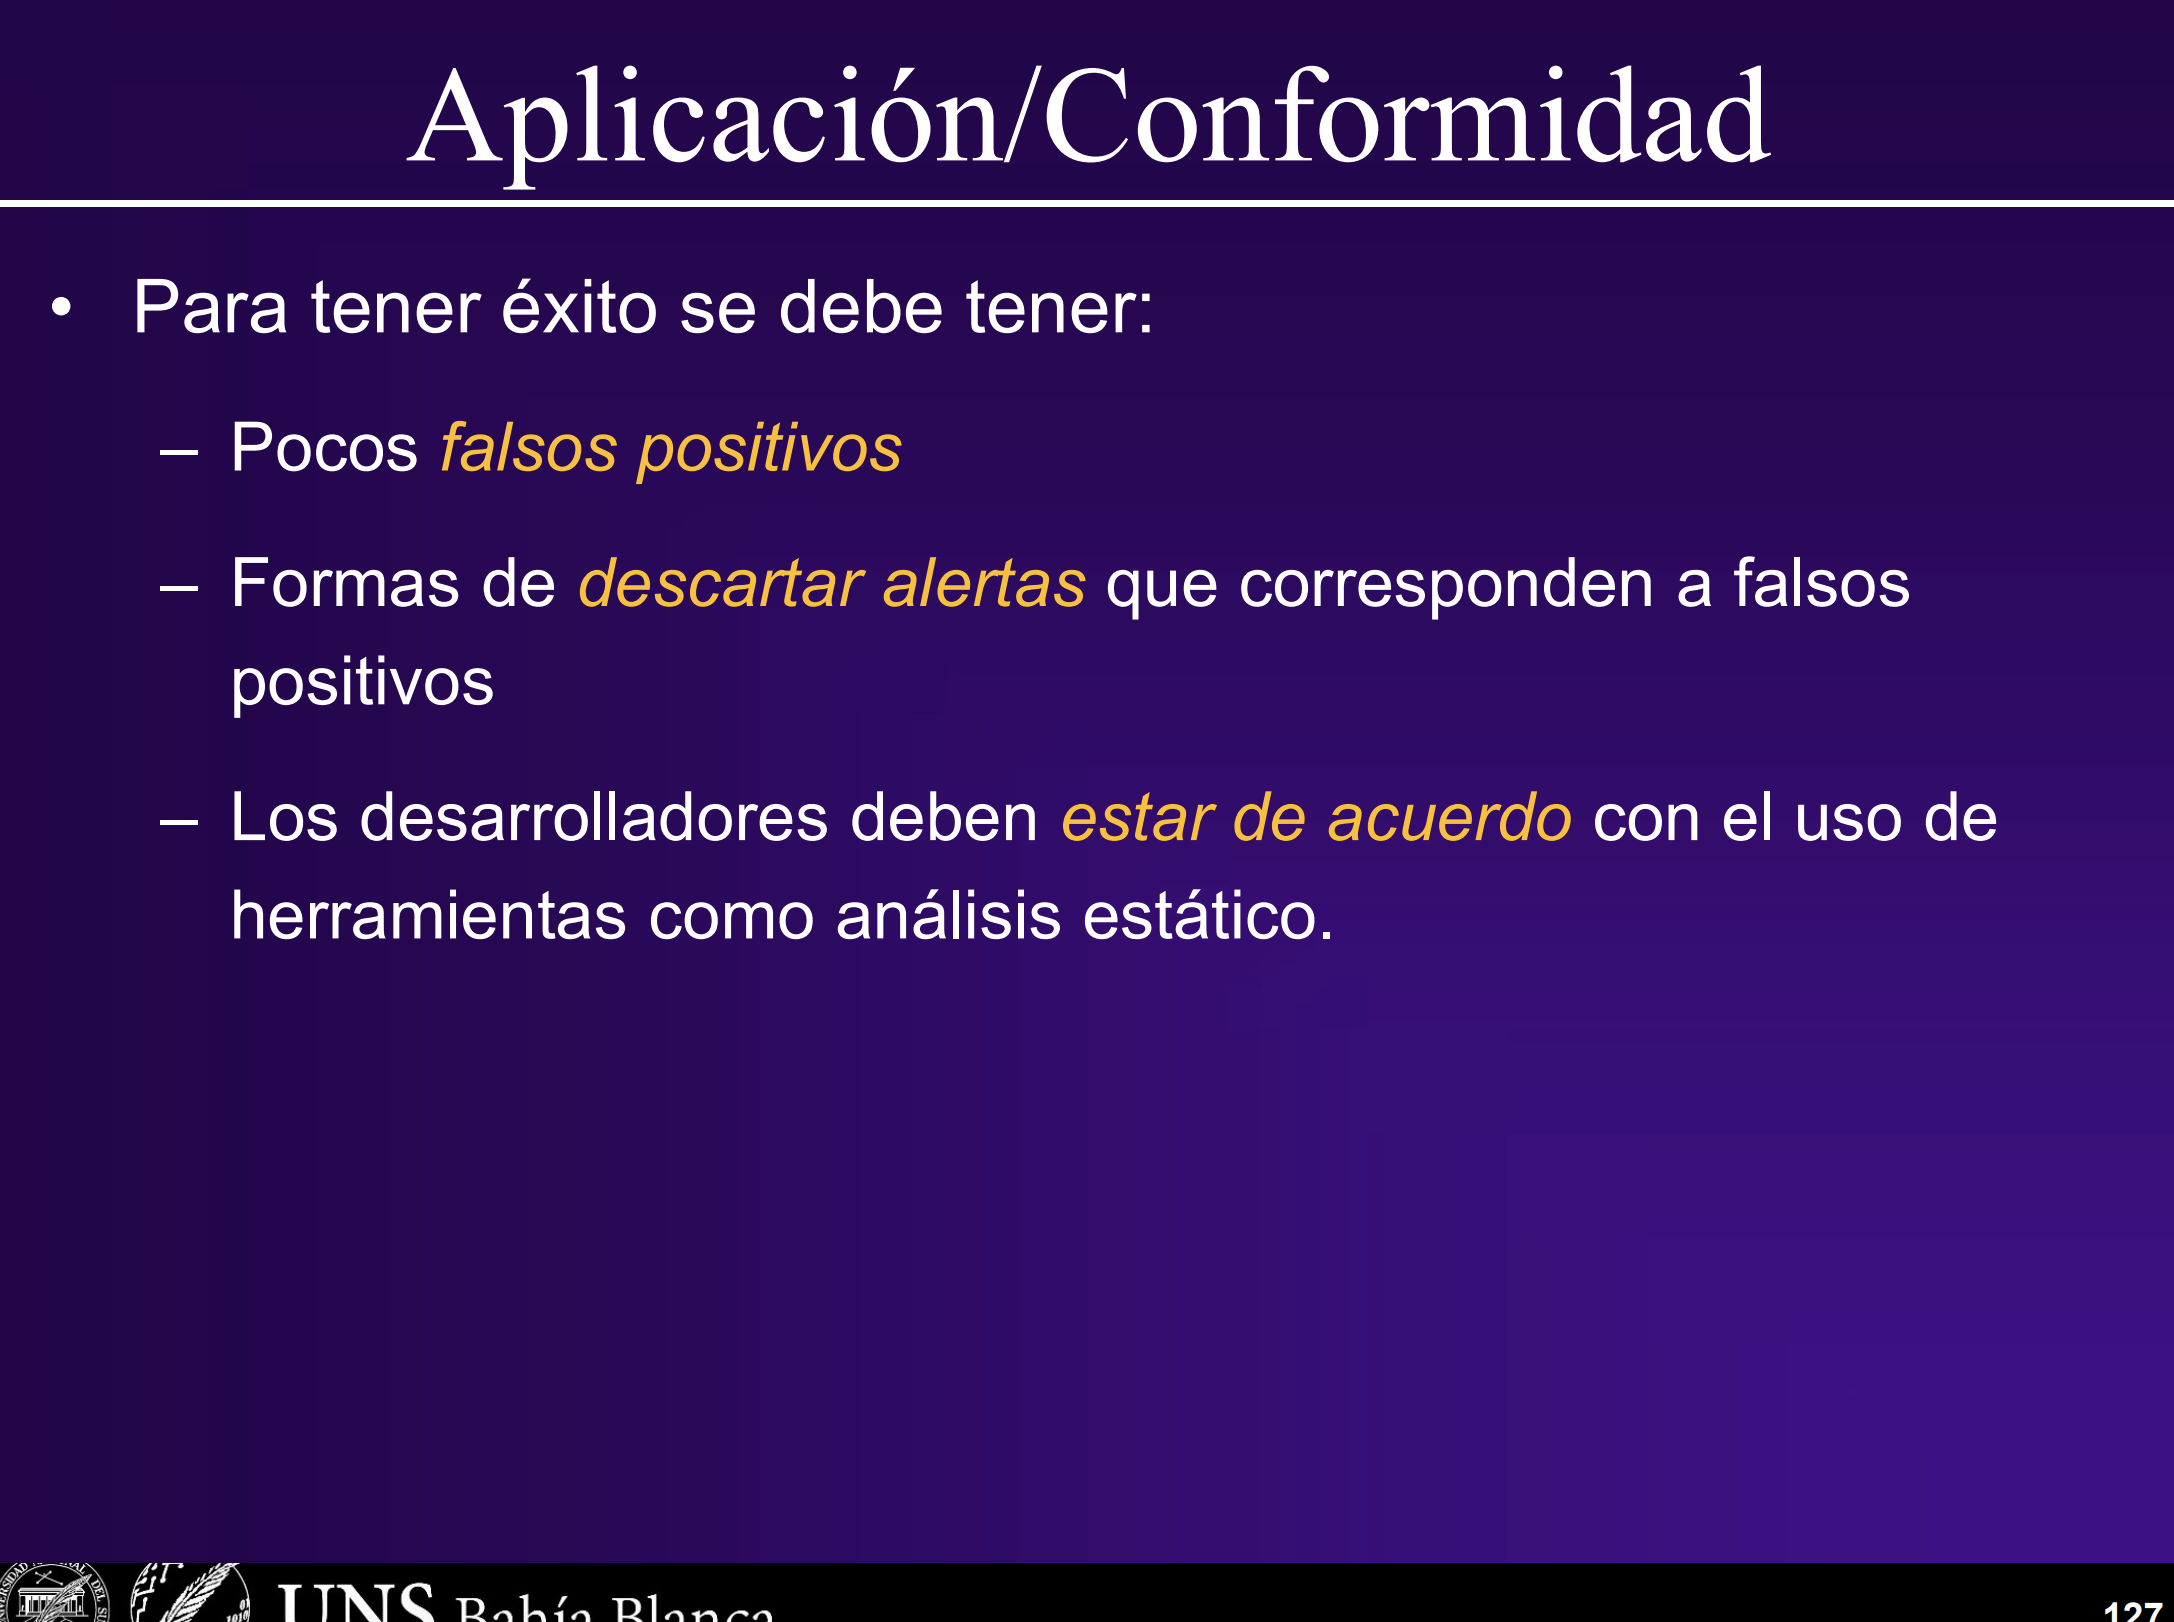 Aplicación/Conformidad
• Para tener éxito se debe tener:
– Pocos falsos positivos
– Formas de descartar alertas que corresponden a falsos
positivos
– Los desarrolladores deben estar de acuerdo con el uso de
herramientas como análisis estático.
UNS Bahía Blanca
127